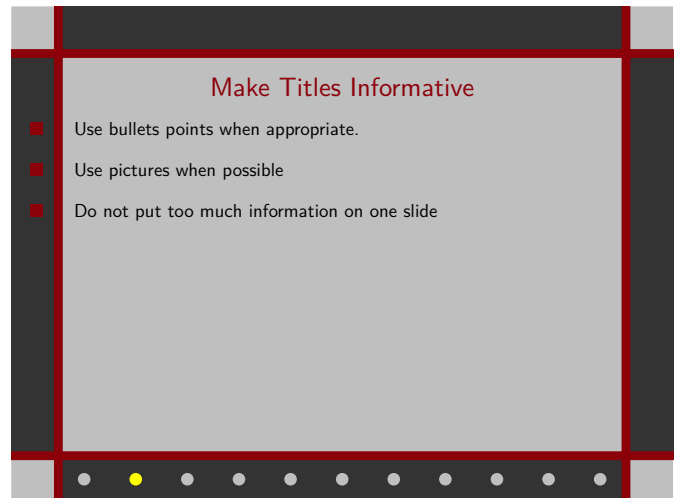 Make Titles Informative
Use bullets points when appropriate.
Use pictures when possible
Do not put too much information on one slide